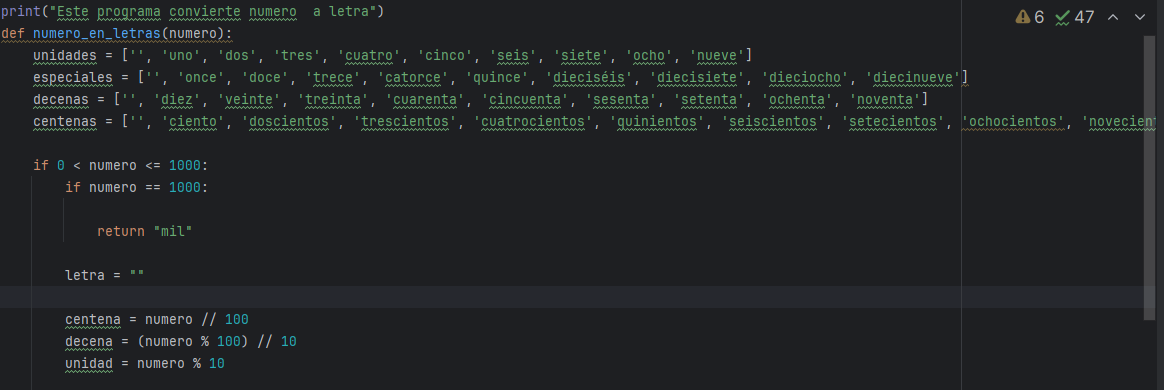 print("Este programa convierte numero  a letra")
def numero_en_letras(numero):
    unidades = ['', 'uno', 'dos', 'tres', 'cuatro', 'cinco', 'seis', 'siete', 'ocho', 'nueve']
    especiales = ['', 'once', 'doce', 'trece', 'catorce', 'quince', 'dieciséis', 'diecisiete', 'dieciocho', 'diecinueve']
    decenas = ['', 'diez', 'veinte', 'treinta', 'cuarenta', 'cincuenta', 'sesenta', 'setenta', 'ochenta', 'noventa']
    centenas = ['', 'ciento', 'doscientos', 'trescientos', 'cuatrocientos', 'quinientos', 'seiscientos', 'setecientos', 'ochocientos', 'novecient
    if 0 < numero <= 1000:
        if numero == 1000:
            return "mil"
        letra = ""
        centena = numero // 100
        decena = (numero % 100) // 10
        unidad = numero % 10
6 47